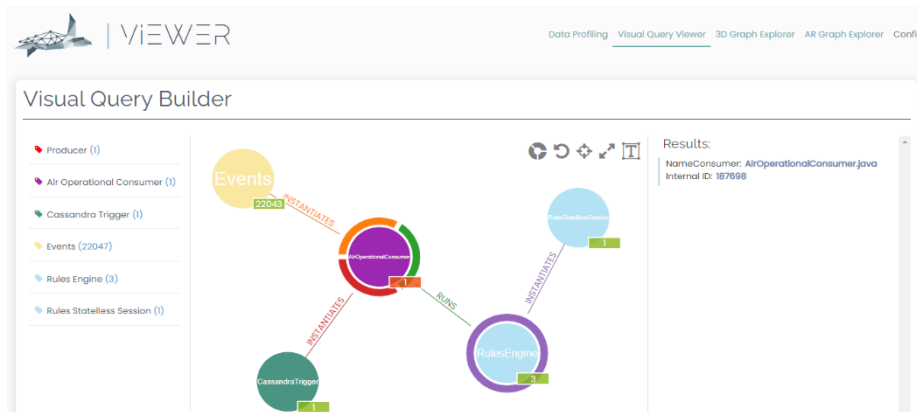 ViEWER
Data Profiling Visual Query Viewer 3D Graph Explorer AR Graph Explorer Confi
Visual Query Builder
Producer (1)
Air Operational Consumer (1)
Cassandra Trigger (1)
Events (22047)
Rules Engine (3)
Rules Statelless Session (1)
Events
22043
INSTANTIATES
AirOperationalConsumer
1
INSTANTIATES
CassandraTrigger
1
RUNS
RulesEngine
3
INSTANTIATES
RulesStatelessSession
1
T
Results:
NameConsumer: AirOperationalConsumer.java
Internal ID: 187698